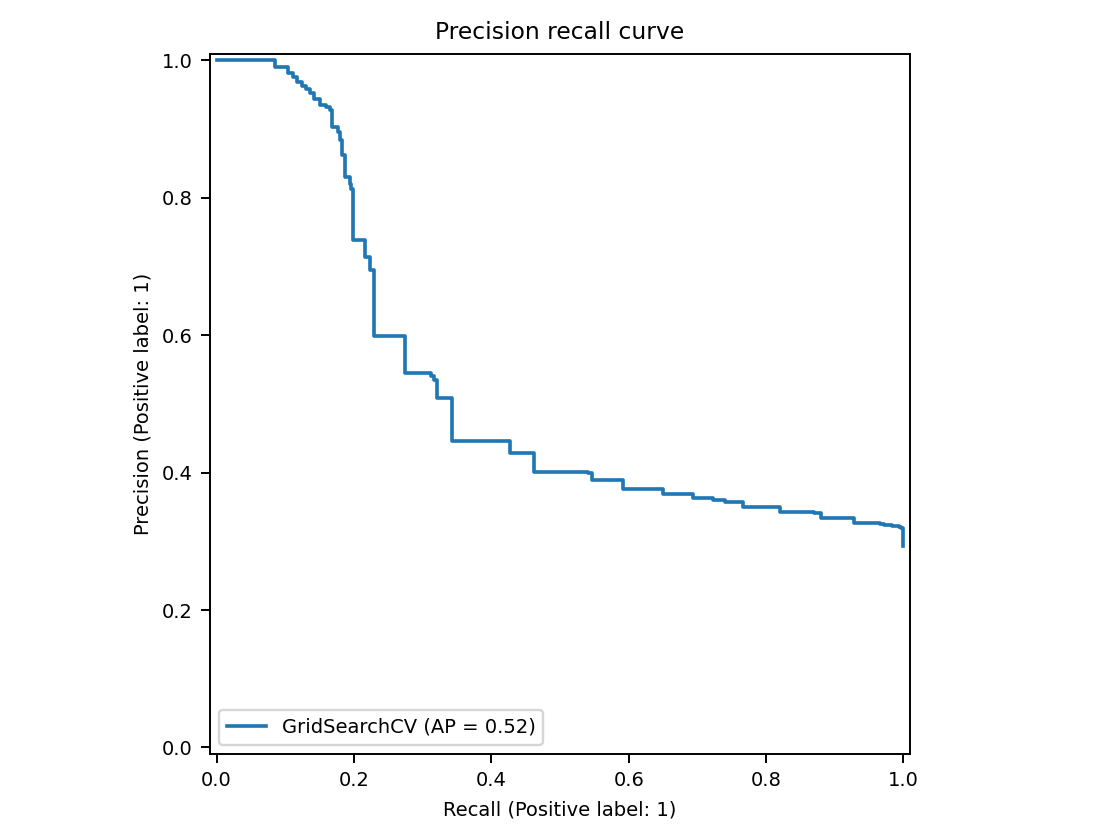 Precision recall curve
1.0
0.8
0.6
0.4
0.2
0.0
Precision (Positive label: 1)
GridSearchCV (AP = 0.52)
0.0 0.2 0.4 0.6 0.8 1.0
Recall (Positive label: 1)